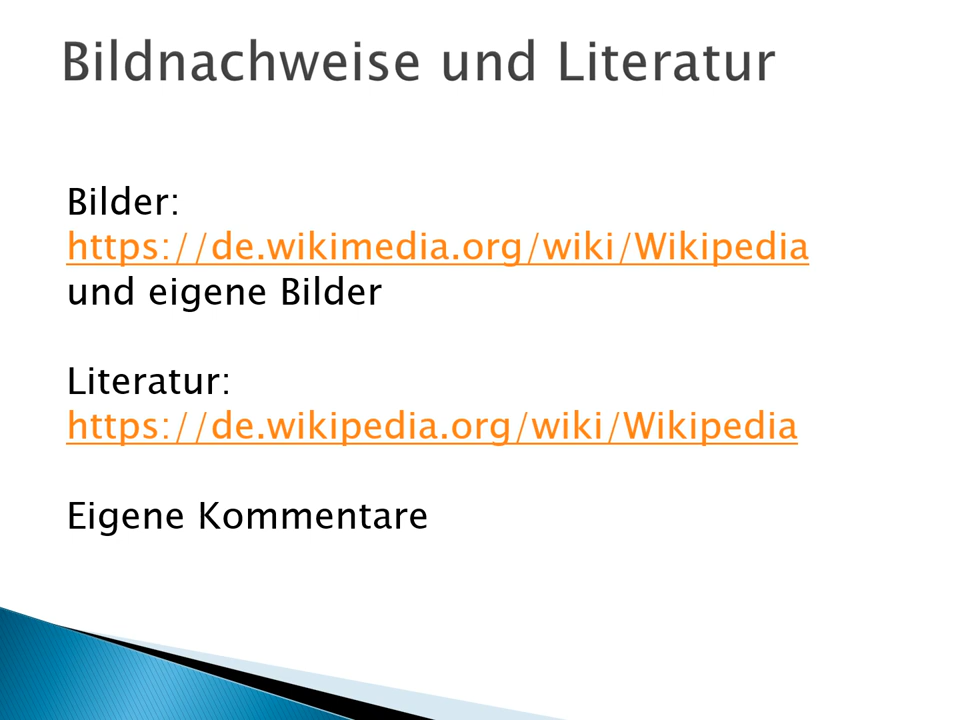 Bildnachweise und Literatur
Bilder:
https://de.wikimedia.org/wiki/Wikipedia
und eigene Bilder
Literatur:
https://de.wikipedia.org/wiki/Wikipedia
Eigene Kommentare